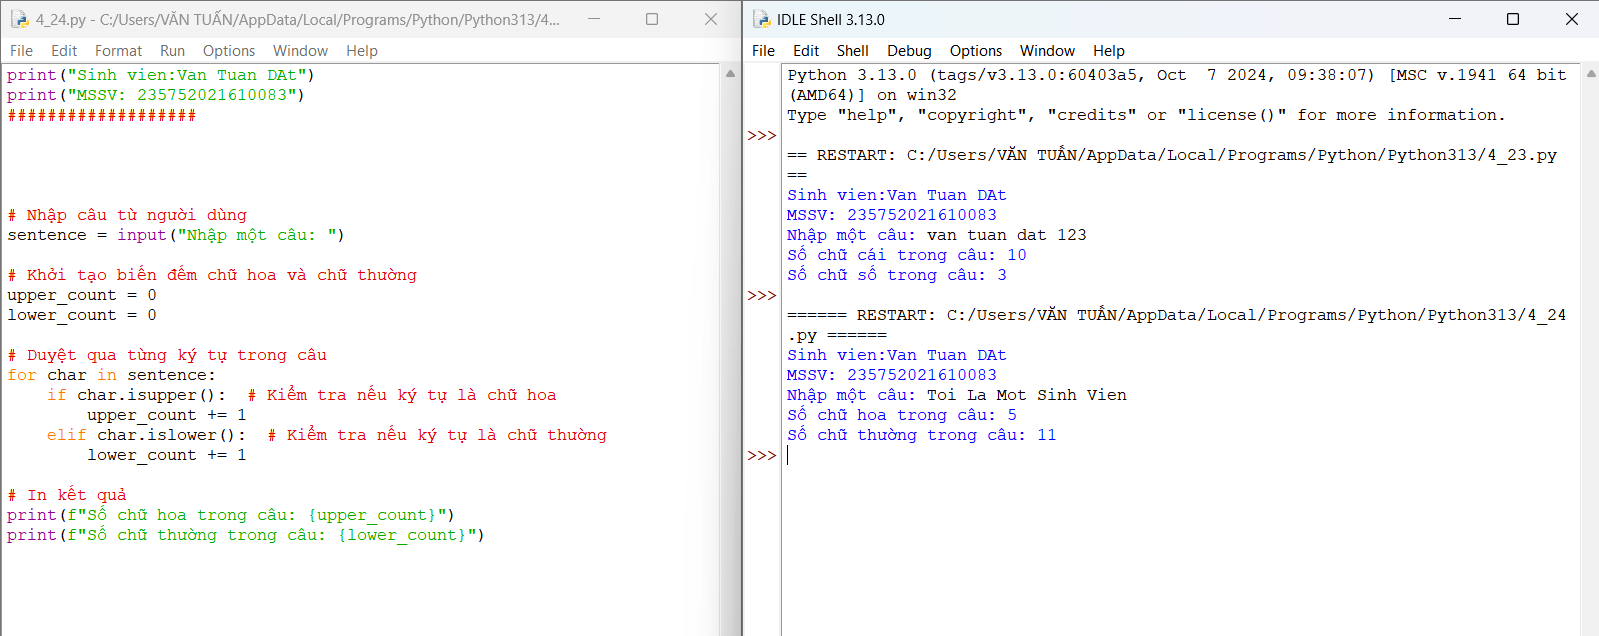 4_24.py - C:/Users/VĂN TUẤN/AppData/Local/Programs/Python/Python313/4...
File Edit Format Run Options Window Help
print("Sinh vien:Van Tuan DAt")
print("MSSV: 235752021610083")
###################
# Nhập câu từ người dùng
sentence = input("Nhập một câu: ")
# Khởi tạo biến đếm chữ hoa và chữ thường
upper_count = 0
lower_count = 0
# Duyệt qua từng ký tự trong câu
for char in sentence:
    if char.isupper():  # Kiểm tra nếu ký tự là chữ hoa
        upper_count += 1
    elif char.islower():  # Kiểm tra nếu ký tự là chữ thường
        lower_count += 1
# In kết quả
print(f"Số chữ hoa trong câu: {upper_count}")
print(f"Số chữ thường trong câu: {lower_count}")
IDLE Shell 3.13.0
File Edit Shell Debug Options Window Help
Python 3.13.0 (tags/v3.13.0:60403a5, Oct  7 2024, 09:38:07) [MSC v.1941 64 bit
(AMD64)] on win32
Type "help", "copyright", "credits" or "license()" for more information.
>>>
== RESTART: C:/Users/VĂN TUẤN/AppData/Local/Programs/Python/Python313/4_23.py
==
Sinh vien:Van Tuan DAt
MSSV: 235752021610083
Nhập một câu: van tuan dat 123
Số chữ cái trong câu: 10
Số chữ số trong câu: 3
>>>
====== RESTART: C:/Users/VĂN TUẤN/AppData/Local/Programs/Python/Python313/4_24
.py ======
Sinh vien:Van Tuan DAt
MSSV: 235752021610083
Nhập một câu: Toi La Mot Sinh Vien
Số chữ hoa trong câu: 5
Số chữ thường trong câu: 11
>>>